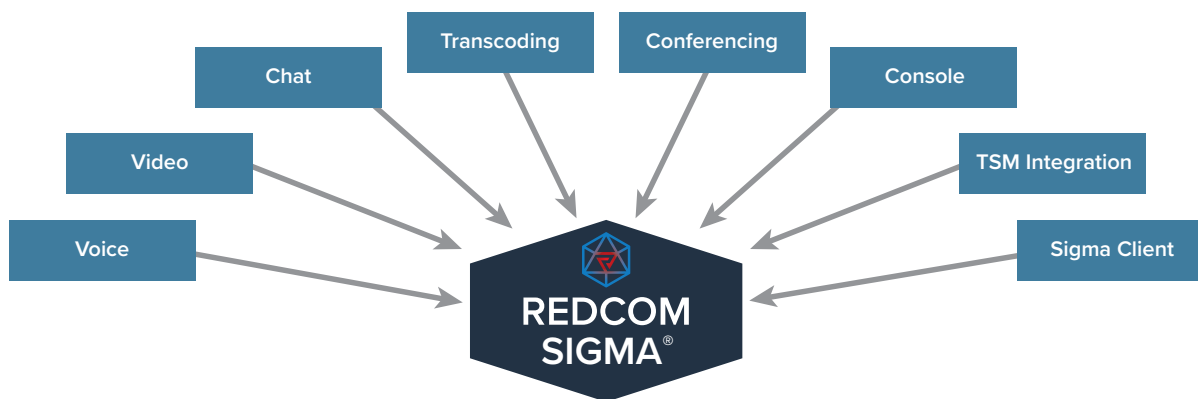 Transcoding
Conferencing
Chat
Console
Video
TSM Integration
Voice
Sigma Client
REDCOM
SIGMA®